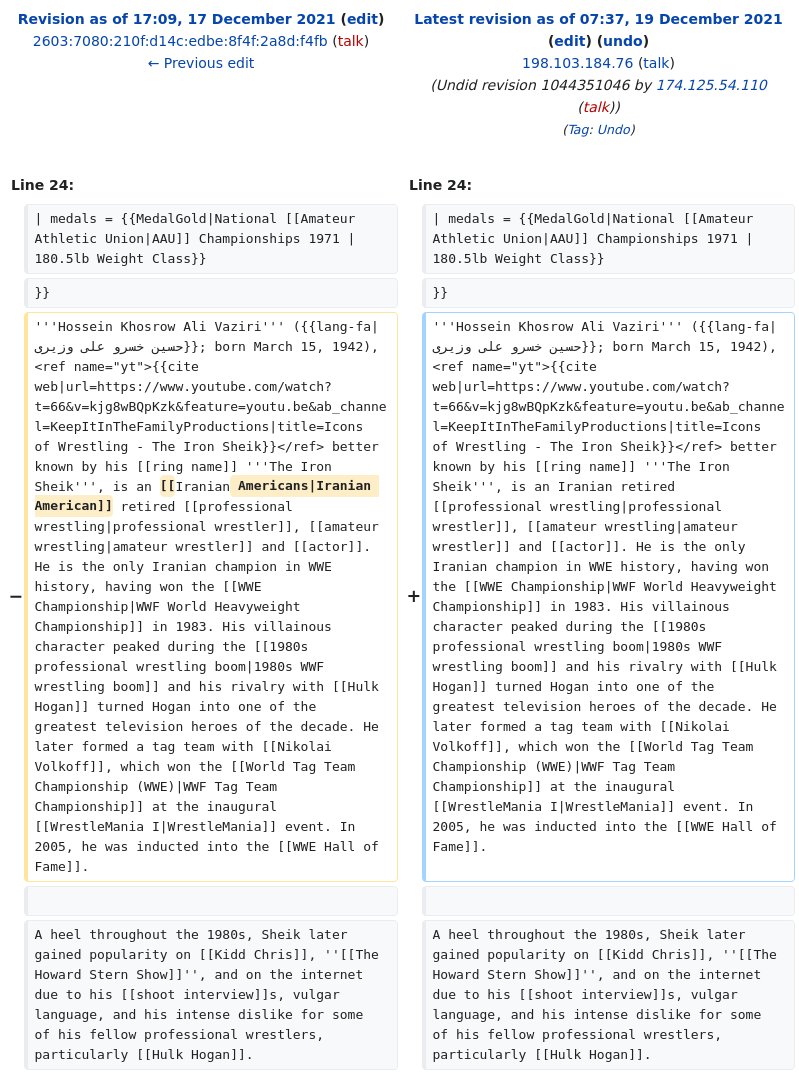 Revision as of 17:09, 17 December 2021 (edit)
2603:7080:210f:d14c:edbe:8f4f:2a8d:f4fb (talk)
← Previous edit
Latest revision as of 07:37, 19 December 2021
(edit) (undo)
198.103.184.76 (talk)
(Undid revision 1044351046 by 174.125.54.110
(talk))
(Tag: Undo)
Line 24:
| medals = {{MedalGold|National [[Amateur
Athletic Union|AAU]] Championships 1971 |
180.5lb Weight Class}}
}}
−
'''Hossein Khosrow Ali Vaziri''' ({{lang-fa|
حسین خسرو علی وزیری}}; born March 15, 1942),
<ref name="yt">{{cite
web|url=https://www.youtube.com/watch?
t=66&v=kjg8wBQpKzk&feature=youtu.be&ab_channe
l=KeepItInTheFamilyProductions|title=Icons
of Wrestling - The Iron Sheik}}</ref> better
known by his [[ring name]] '''The Iron
Sheik''', is an [[Iranian Americans|Iranian
American]] retired [[professional
wrestling|professional wrestler]], [[amateur
wrestling|amateur wrestler]] and [[actor]].
He is the only Iranian champion in WWE
history, having won the [[WWE
Championship|WWF World Heavyweight
Championship]] in 1983. His villainous
character peaked during the [[1980s
professional wrestling boom|1980s WWF
wrestling boom]] and his rivalry with [[Hulk
Hogan]] turned Hogan into one of the
greatest television heroes of the decade. He
later formed a tag team with [[Nikolai
Volkoff]], which won the [[World Tag Team
Championship (WWE)|WWF Tag Team
Championship]] at the inaugural
[[WrestleMania I|WrestleMania]] event. In
2005, he was inducted into the [[WWE Hall of
Fame]].
A heel throughout the 1980s, Sheik later
gained popularity on [[Kidd Chris]], ''[[The
Howard Stern Show]]'', and on the internet
due to his [[shoot interview]]s, vulgar
language, and his intense dislike for some
of his fellow professional wrestlers,
particularly [[Hulk Hogan]].
Line 24:
| medals = {{MedalGold|National [[Amateur
Athletic Union|AAU]] Championships 1971 |
180.5lb Weight Class}}
}}
+
'''Hossein Khosrow Ali Vaziri''' ({{lang-fa|
حسین خسرو علی وزیری}}; born March 15, 1942),
<ref name="yt">{{cite
web|url=https://www.youtube.com/watch?
t=66&v=kjg8wBQpKzk&feature=youtu.be&ab_channe
l=KeepItInTheFamilyProductions|title=Icons
of Wrestling - The Iron Sheik}}</ref> better
known by his [[ring name]] '''The Iron
Sheik''', is an Iranian retired
[[professional wrestling|professional
wrestler]], [[amateur wrestling|amateur
wrestler]] and [[actor]]. He is the only
Iranian champion in WWE history, having won
the [[WWE Championship|WWF World Heavyweight
Championship]] in 1983. His villainous
character peaked during the [[1980s
professional wrestling boom|1980s WWF
wrestling boom]] and his rivalry with [[Hulk
Hogan]] turned Hogan into one of the
greatest television heroes of the decade. He
later formed a tag team with [[Nikolai
Volkoff]], which won the [[World Tag Team
Championship (WWE)|WWF Tag Team
Championship]] at the inaugural
[[WrestleMania I|WrestleMania]] event. In
2005, he was inducted into the [[WWE Hall of
Fame]].
A heel throughout the 1980s, Sheik later
gained popularity on [[Kidd Chris]], ''[[The
Howard Stern Show]]'', and on the internet
due to his [[shoot interview]]s, vulgar
language, and his intense dislike for some
of his fellow professional wrestlers,
particularly [[Hulk Hogan]].